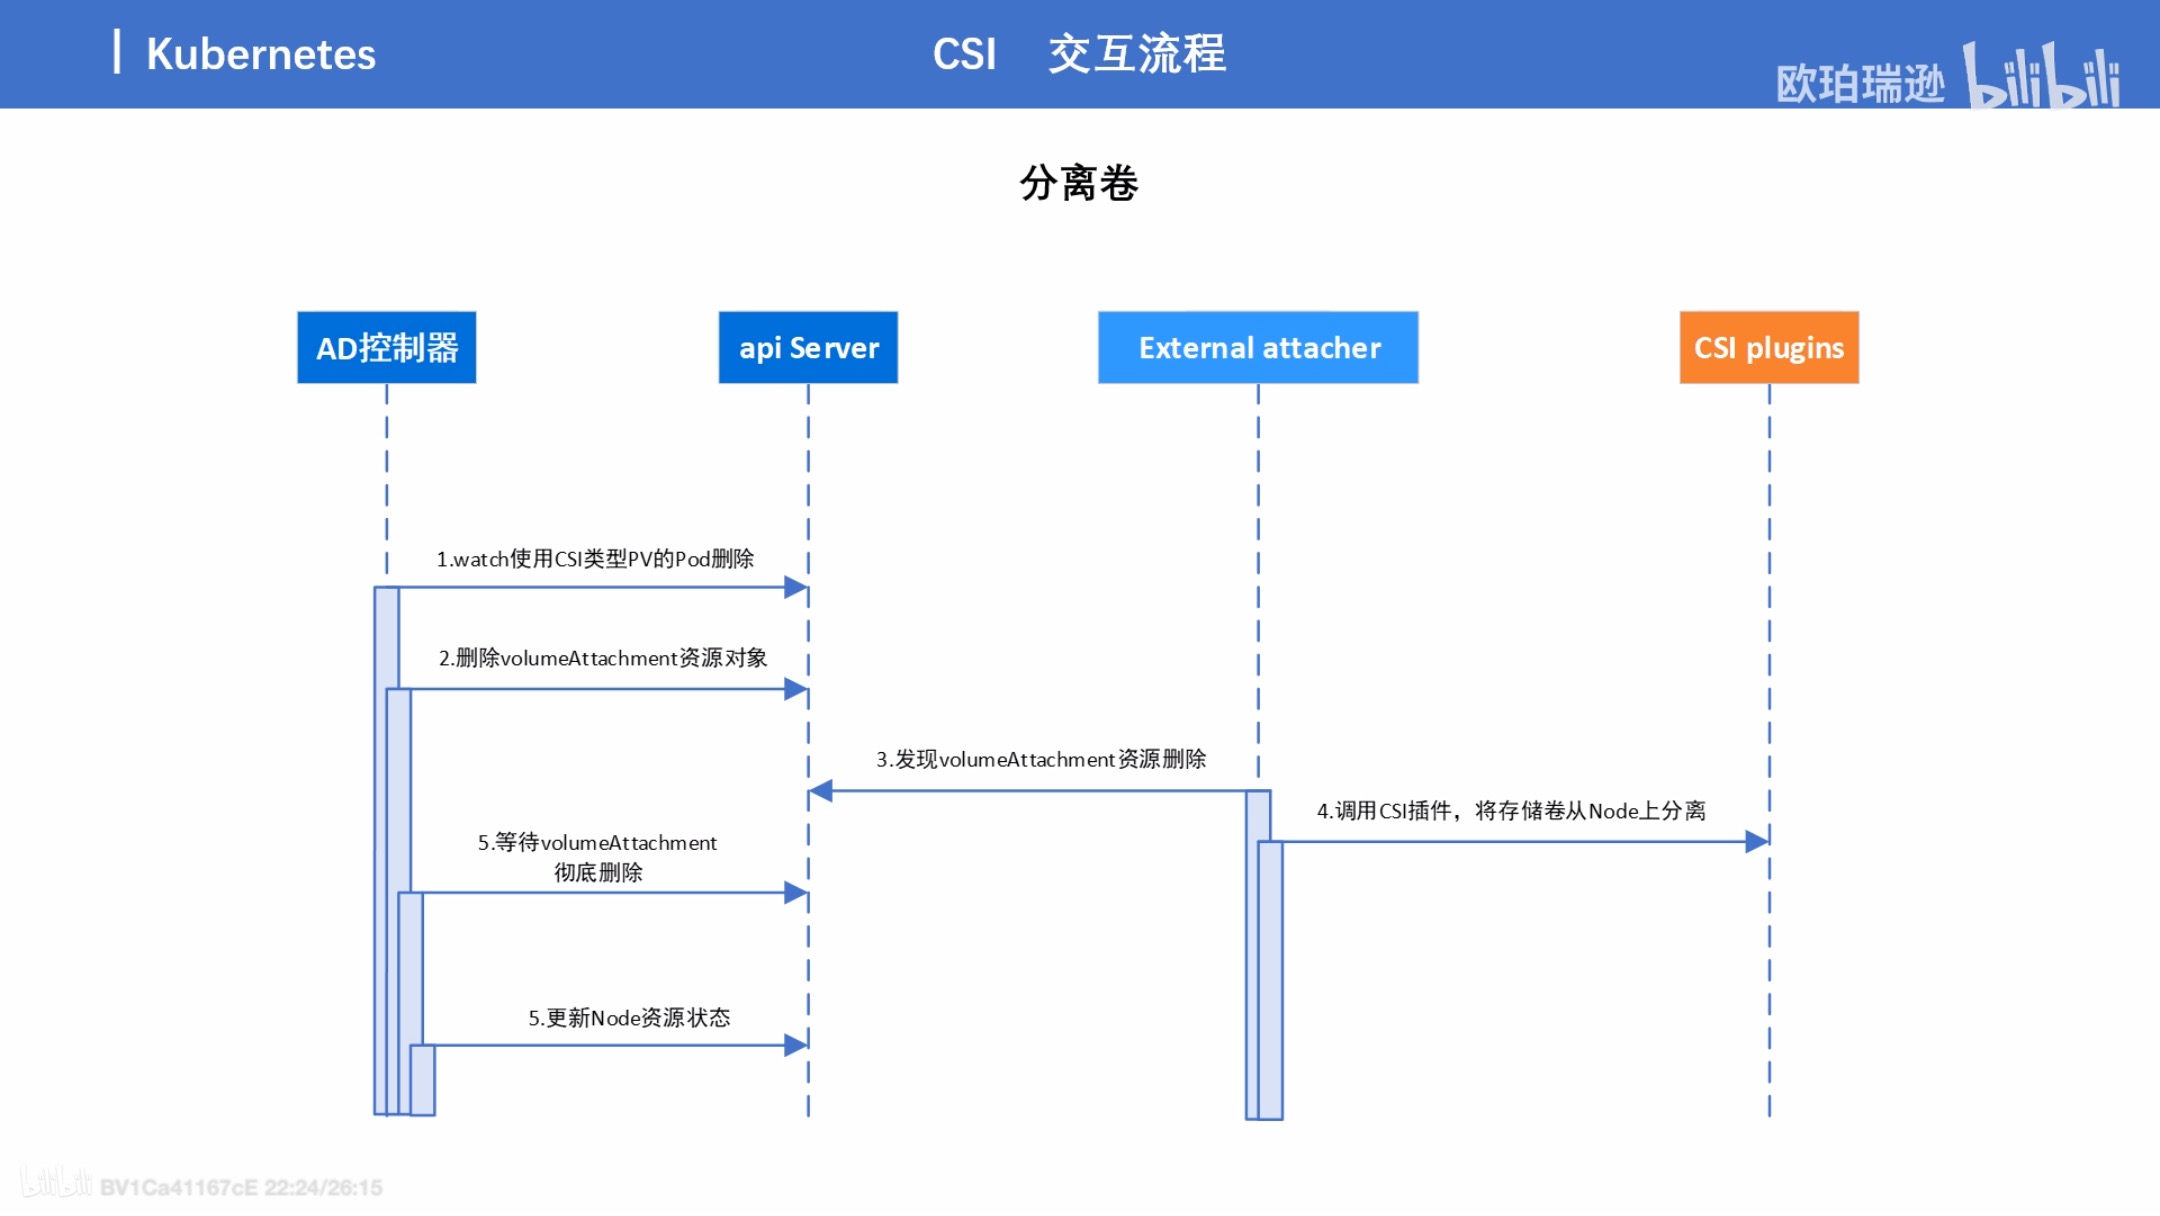 Kubernetes
CSI 交互流程
欧珀瑞逊 bilibili
分离卷
AD控制器
api Server
External attacher
CSI plugins
1.watch使用CSI类型PV的Pod删除
2.删除volumeAttachment资源对象
3.发现volumeAttachment资源删除
4.调用CSI插件，将存储卷从Node上分离
5.等待volumeAttachment
彻底删除
5.更新Node资源状态
bilibili BV1Ca41167cE 22:24/26:15